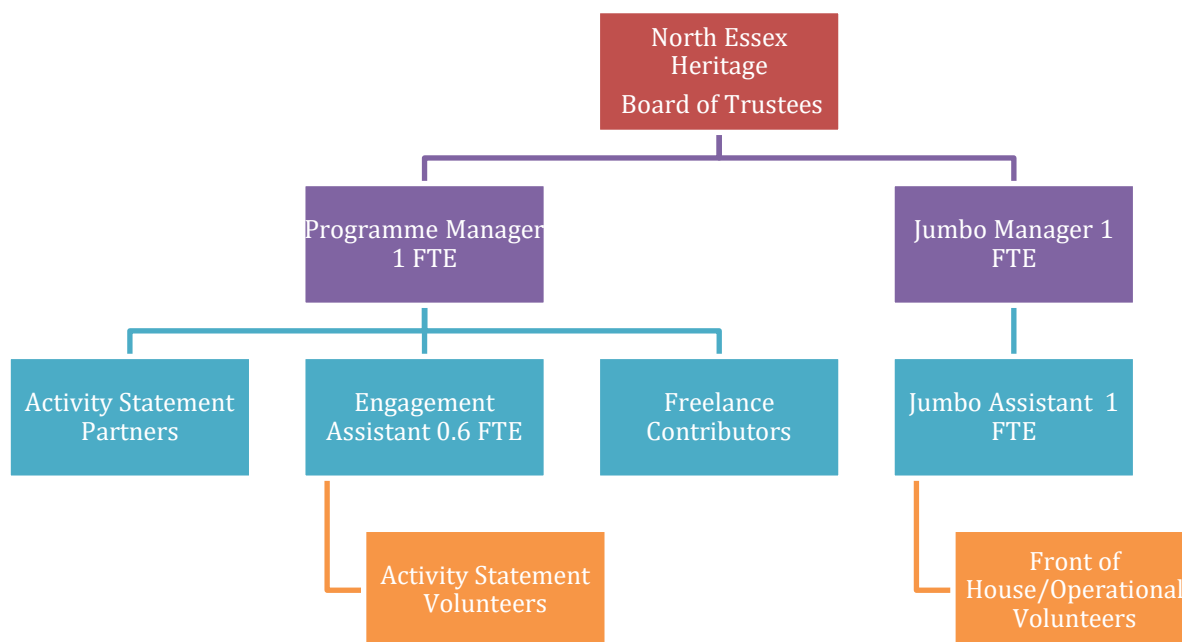 North Essex
Heritage
Board of Trustees
Programme Manager
1 FTE
Jumbo Manager 1
FTE
Activity Statement
Partners
Engagement
Assistant 0.6 FTE
Freelance
Contributors
Jumbo Assistant 1
FTE
Activity Statement
Volunteers
Front of
House/Operational
Volunteers